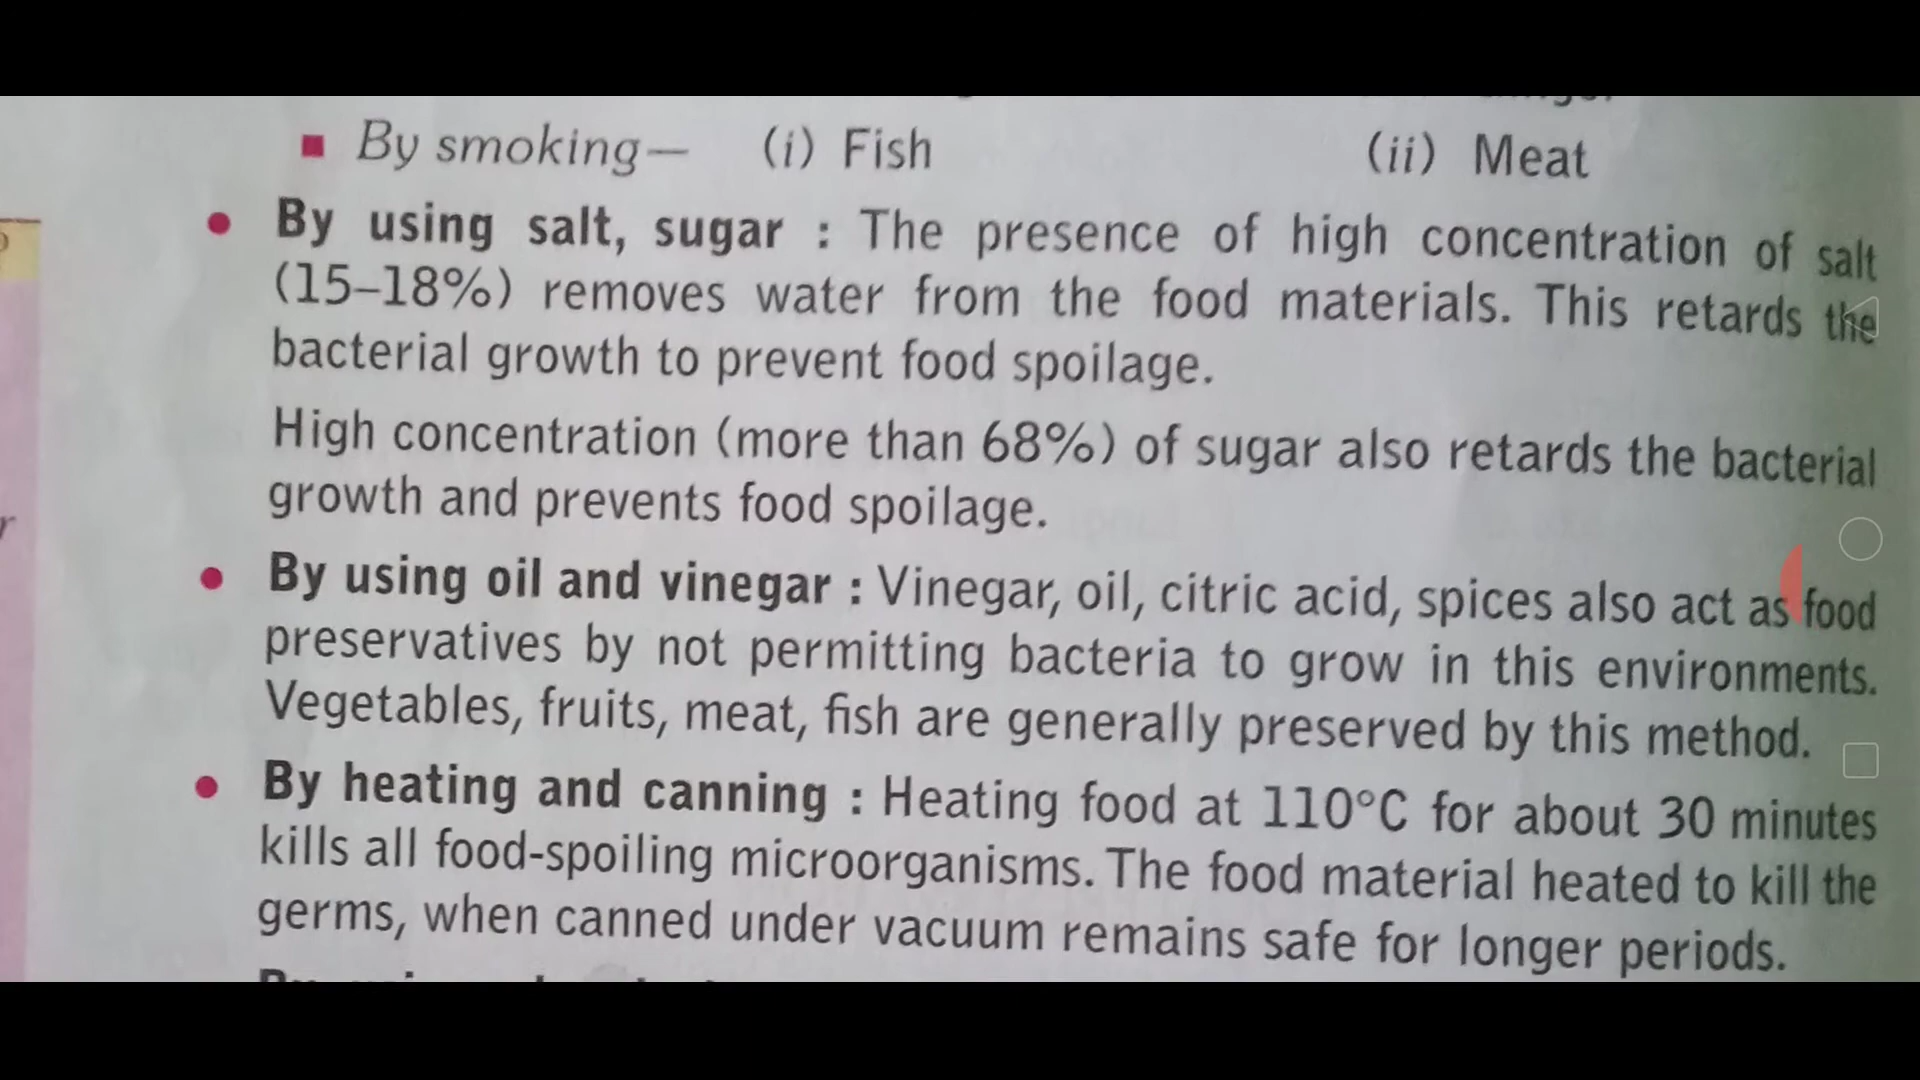 By smoking— (i) Fish (ii) Meat
By using salt, sugar : The presence of high concentration of salt
(15–18%) removes water from the food materials. This retards the
bacterial growth to prevent food spoilage.
High concentration (more than 68%) of sugar also retards the bacterial
growth and prevents food spoilage.
By using oil and vinegar : Vinegar, oil, citric acid, spices also act as food
preservatives by not permitting bacteria to grow in this environments.
Vegetables, fruits, meat, fish are generally preserved by this method.
By heating and canning : Heating food at 110°C for about 30 minutes
kills all food-spoiling microorganisms. The food material heated to kill the
germs, when canned under vacuum remains safe for longer periods.